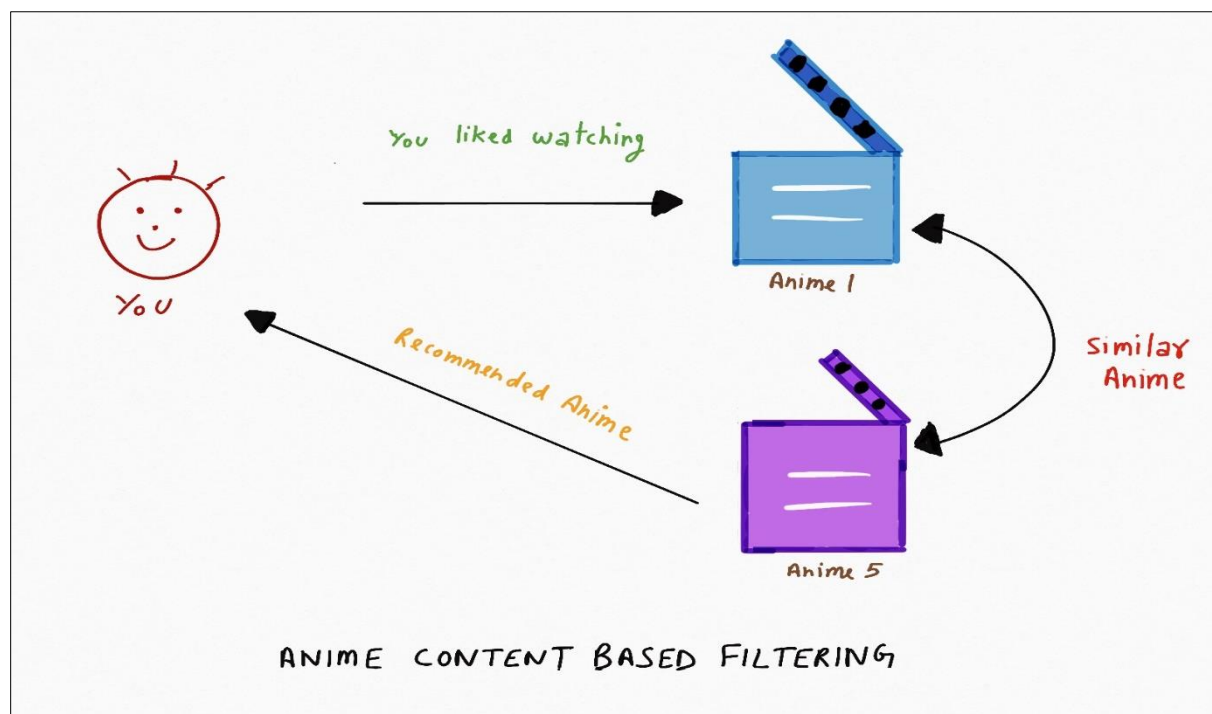 You liked watching
YOU
Anime 1
Recommended Anime
Similar
Anime
Anime 5
ANIME CONTENT BASED FILTERING